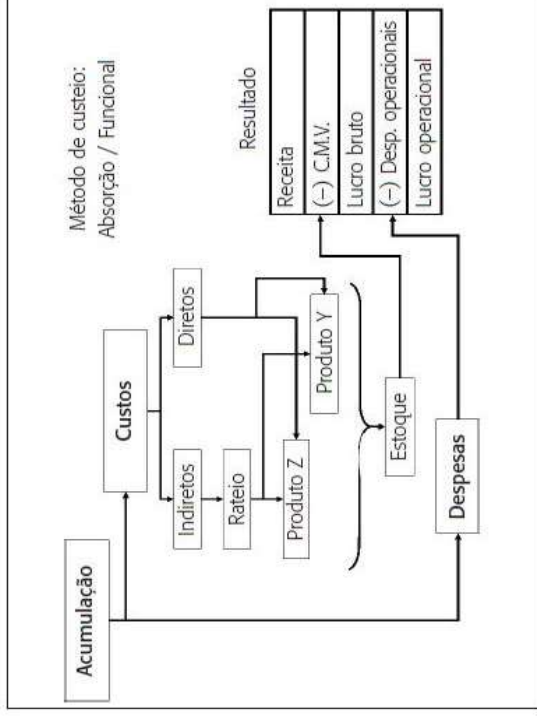 Método de custeio:
Absorção / Funcional
Acumulação
Custos
Indiretos
Diretos
Rateio
Produto Z
Produto Y
Estoque
Despesas
Resultado
Receita
(–) C.M.V.
Lucro bruto
(–) Desp. operacionais
Lucro operacional